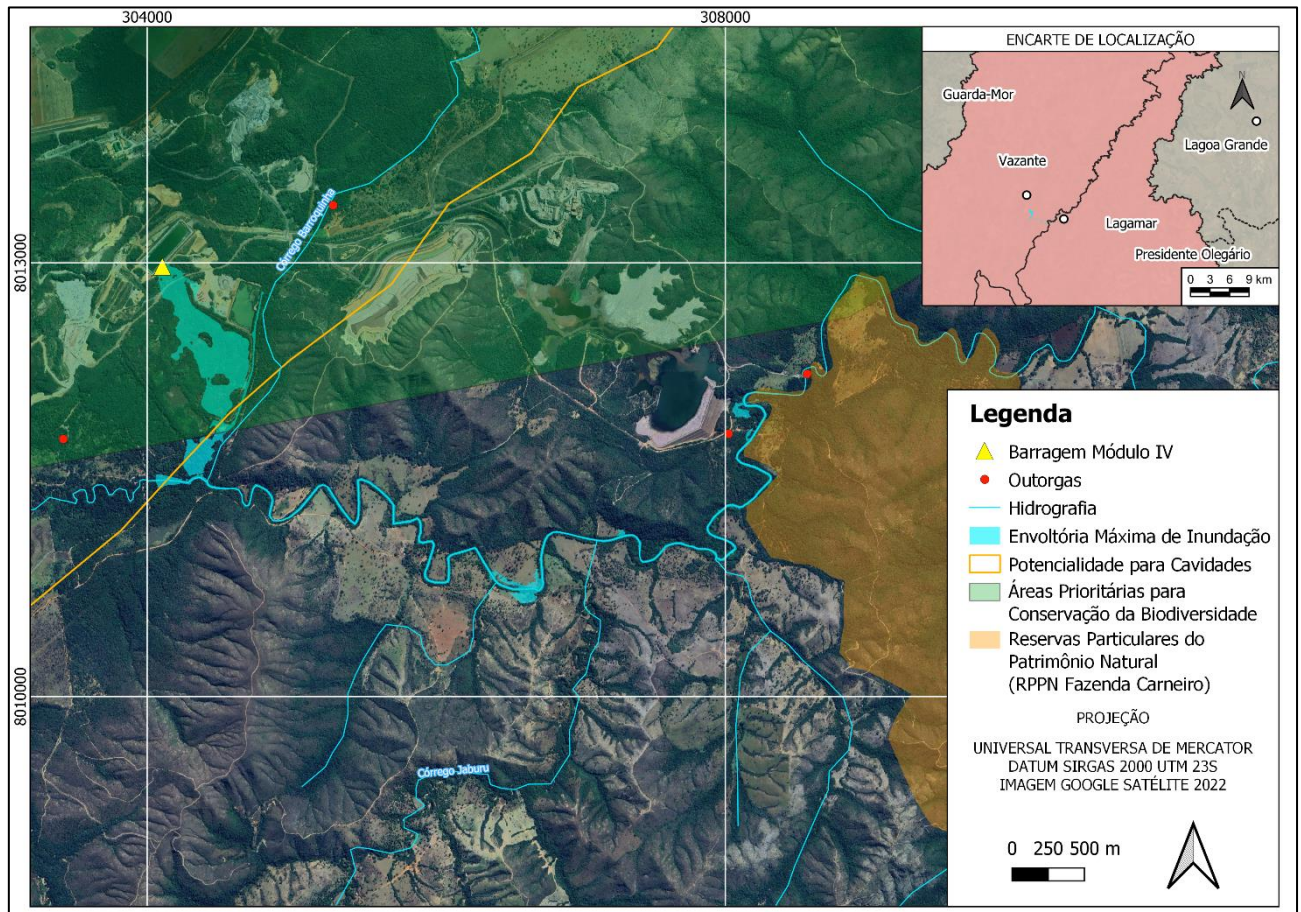 304000
308000
ENCARTE DE LOCALIZAÇÃO
N
Guarda-Mor
Lagoa Grande
Vazante
Lagamar
Presidente Olegário
0 3 6 9 km
Córrego Barroquinha
8013000
8010000
Córrego Jaburu
Legenda
Barragem Módulo IV
Outorgas
Hidrografia
Envoltória Máxima de Inundação
Potencialidade para Cavidades
Áreas Prioritárias para
Conservação da Biodiversidade
Reservas Particulares do
Patrimônio Natural
(RPPN Fazenda Carneiro)
PROJEÇÃO
UNIVERSAL TRANSVERSA DE MERCATOR
DATUM SIRGAS 2000 UTM 23S
IMAGEM GOOGLE SATÉLITE 2022
0 250 500 m